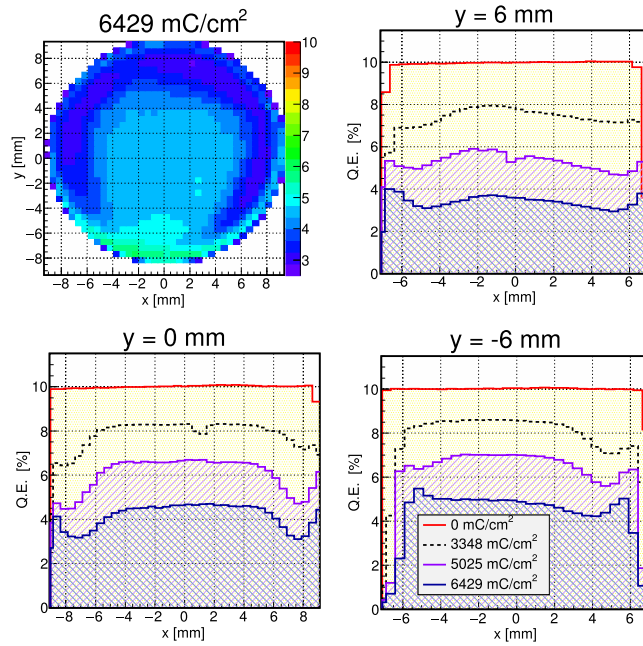 6429 mC/cm²
y [mm]
8
6
4
2
0
−2
−4
−6
−8
−8 −6 −4 −2 0 2 4 6 8
x [mm]
10
9
8
7
6
5
4
3
y = 6 mm
Q.E. [%]
10
8
6
4
2
0
−6 −4 −2 0 2 4 6
x [mm]
y = 0 mm
Q.E. [%]
10
8
6
4
2
0
−8 −6 −4 −2 0 2 4 6 8
x [mm]
y = -6 mm
Q.E. [%]
10
8
6
4
2
0
0 mC/cm²
3348 mC/cm²
5025 mC/cm²
6429 mC/cm²
−6 −4 −2 0 2 4 6
x [mm]